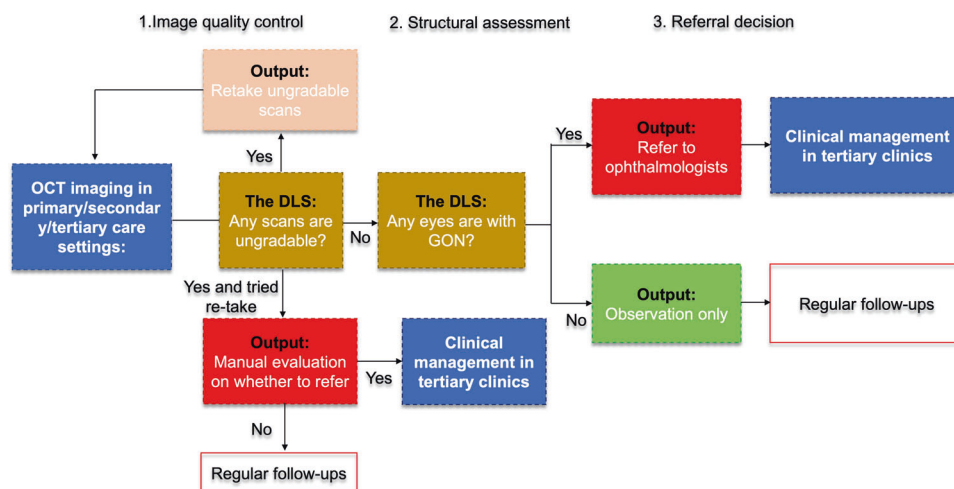 1.Image quality control
2. Structural assessment
3. Referral decision
Output:
Retake ungradable
scans
Yes
OCT imaging in
primary/secondar
y/tertiary care
settings:
The DLS:
Any scans are
ungradable?
No
The DLS:
Any eyes are with
GON?
Yes
Output:
Refer to
ophthalmologists
Clinical management
in tertiary clinics
No
Output:
Observation only
Regular follow-ups
Yes and tried
re-take
Output:
Manual evaluation
on whether to refer
Yes
Clinical
management in
tertiary clinics
No
Regular follow-ups